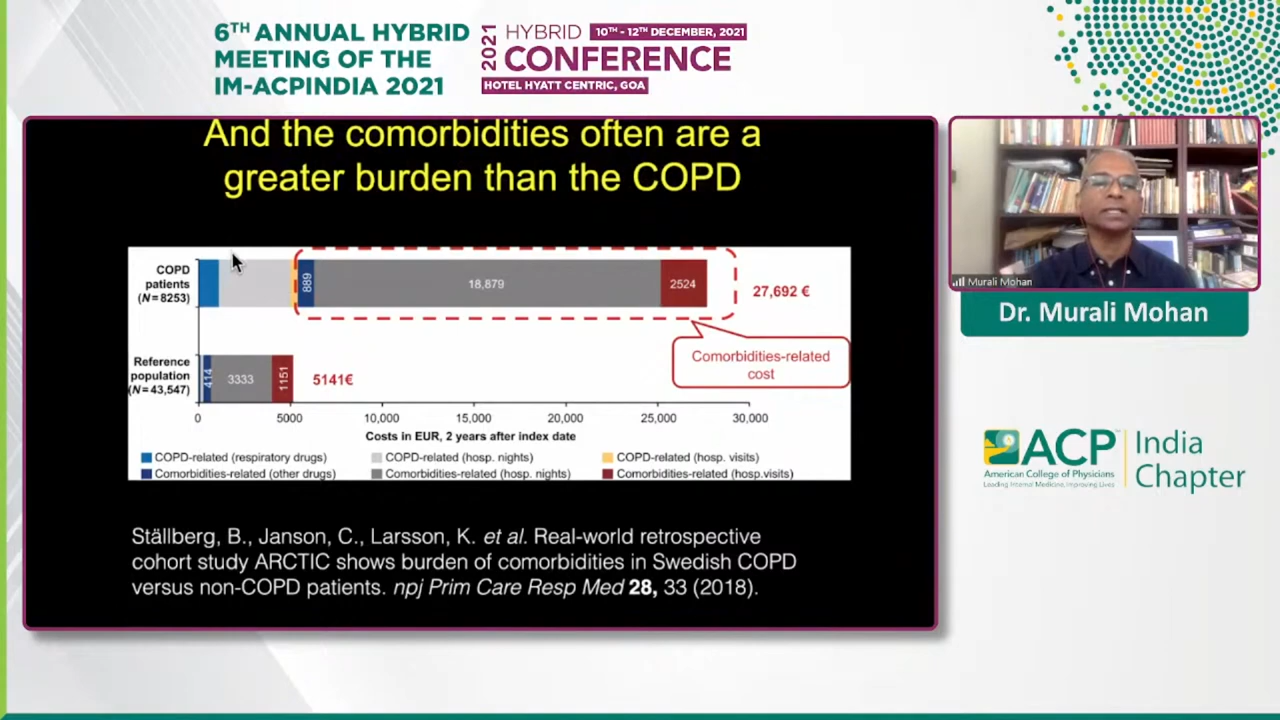 6TH ANNUAL HYBRID
MEETING OF THE
IM-ACPINDIA 2021
2021
HYBRID
10TH - 12TH DECEMBER, 2021
CONFERENCE
HOTEL HYATT CENTRIC, GOA
And the comorbidities often are a
greater burden than the COPD
COPD
patients
(N=8253)
889
18,879
2524
27,692 €
Comorbidities-related
cost
Reference
population
(N=43,547)
414
3333
1151
5141€
0
5000
10,000
15,000
20,000
25,000
30,000
Costs in EUR, 2 years after index date
COPD-related (respiratory drugs)
COPD-related (hosp. nights)
COPD-related (hosp. visits)
Comorbidities-related (other drugs)
Comorbidities-related (hosp. nights)
Comorbidities-related (hosp.visits)
Ställberg, B., Janson, C., Larsson, K. et al. Real-world retrospective
cohort study ARCTIC shows burden of comorbidities in Swedish COPD
versus non-COPD patients. npj Prim Care Resp Med 28, 33 (2018).
Murali Mohan
Dr. Murali Mohan
ACP
American College of Physicians
Leading Internal Medicine, Improving Lives
India
Chapter